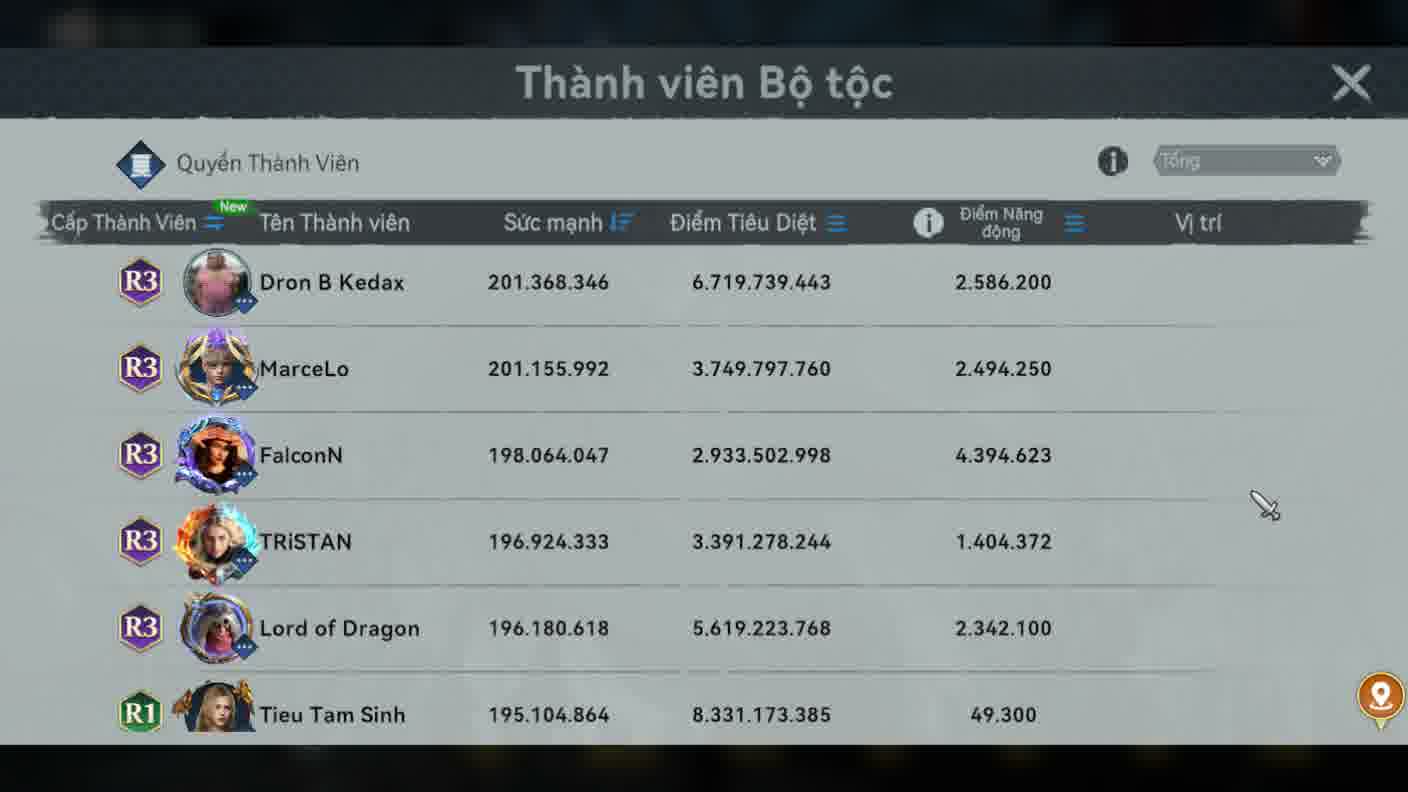 Thành viên Bộ tộc
Quyển Thành Viên
Tổng
Cấp Thành Viên New Tên Thành viên Sức mạnh Điểm Tiêu Diệt Điểm Năng động Vị trí
R3 Dron B Kedax 201.368.346 6.719.739.443 2.586.200
R3 MarceLo 201.155.992 3.749.797.760 2.494.250
R3 FalconN 198.064.047 2.933.502.998 4.394.623
R3 TRiSTAN 196.924.333 3.391.278.244 1.404.372
R3 Lord of Dragon 196.180.618 5.619.223.768 2.342.100
R1 Tieu Tam Sinh 195.104.864 8.331.173.385 49.300